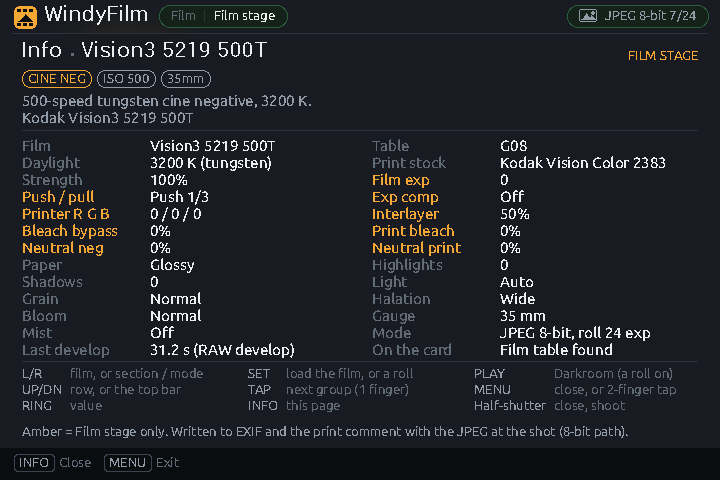 WindyFilm Film Film stage JPEG 8-bit 7/24
Info . Vision3 5219 500T FILM STAGE
CINE NEG ISO 500 35mm
500-speed tungsten cine negative, 3200 K.
Kodak Vision3 5219 500T
Film Vision3 5219 500T Table G08
Daylight 3200 K (tungsten) Print stock Kodak Vision Color 2383
Strength 100% Film exp 0
Push / pull Push 1/3 Exp comp Off
Printer R G B 0 / 0 / 0 Interlayer 50%
Bleach bypass 0% Print bleach 0%
Neutral neg 0% Neutral print 0%
Paper Glossy Highlights 0
Shadows 0 Light Auto
Grain Normal Halation Wide
Bloom Normal Gauge 35 mm
Mist Off Mode JPEG 8-bit, roll 24 exp
Last develop 31.2 s (RAW develop) On the card Film table found
L/R film, or section / mode SET load the film, or a roll PLAY Darkroom (a roll on)
UP/DN row, or the top bar TAP next group (1 finger) MENU close, or 2-finger tap
RING value INFO this page Half-shutter close, shoot
Amber = Film stage only. Written to EXIF and the print comment with the JPEG at the shot (8-bit path).
INFO Close MENU Exit